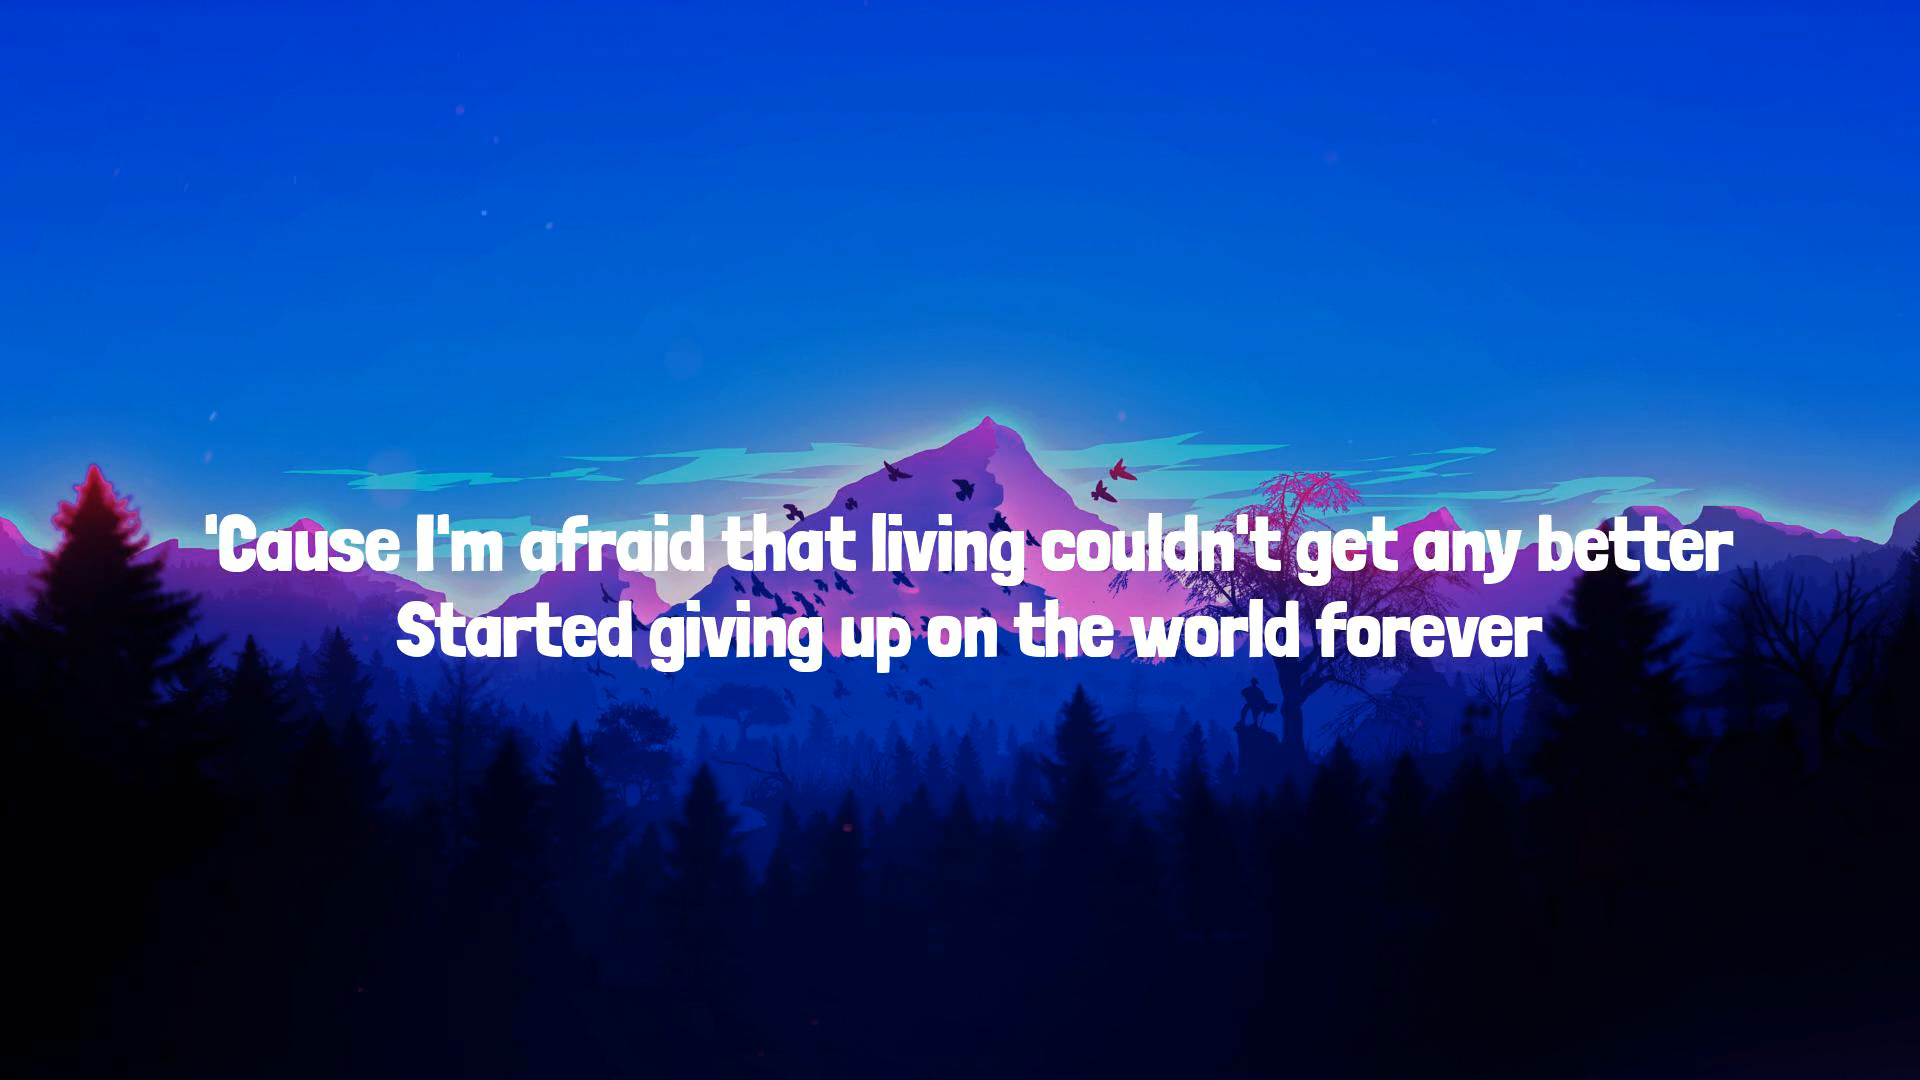 'Cause I'm afraid that living couldn't get any better
Started giving up on the world forever